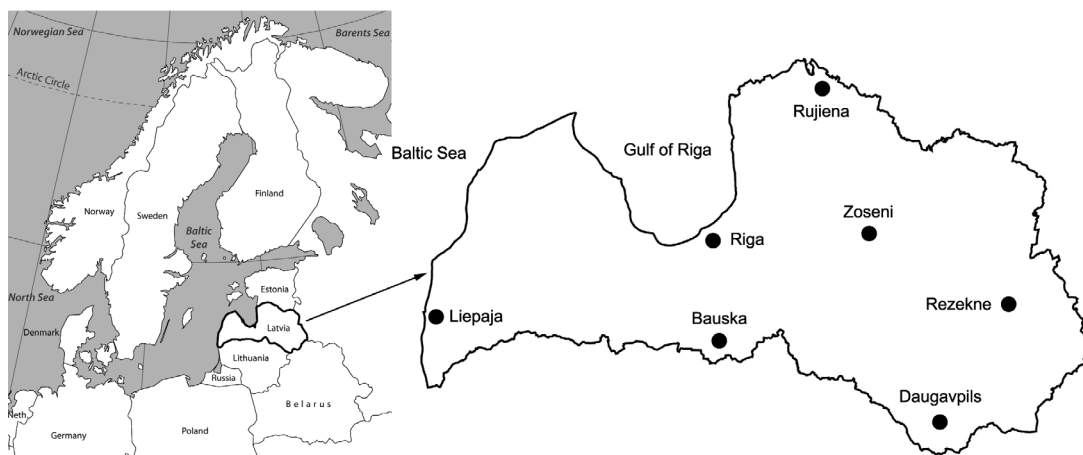 Norwegian Sea
Barents Sea
Arctic Circle
Norway
Sweden
Finland
Baltic
Sea
North Sea
Denmark
Estonia
Latvia
Lithuania
Russia
Belarus
Neth.
Germany
Poland
Baltic Sea
Gulf of Riga
Rujiena
Zoseni
Riga
Liepaja
Bauska
Rezekne
Daugavpils